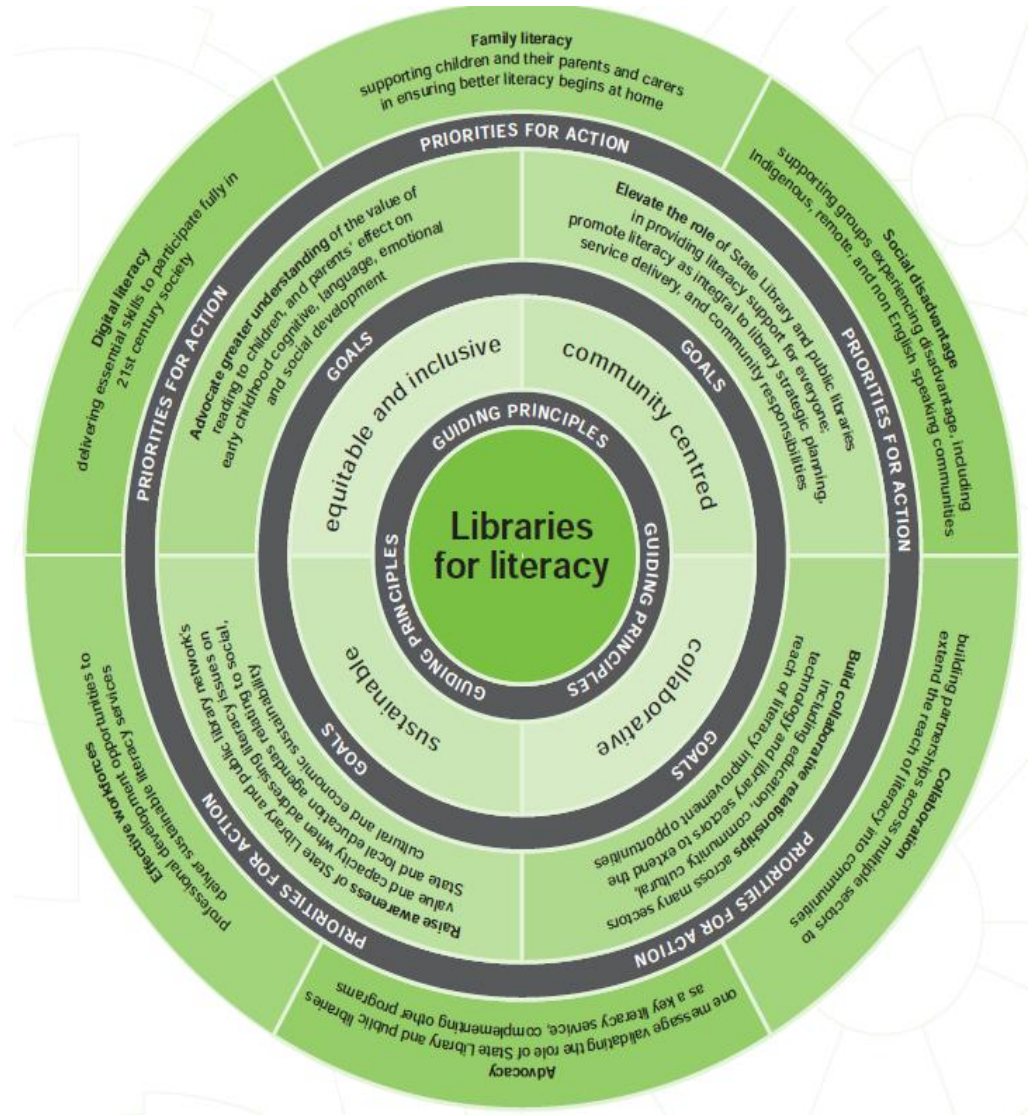 Libraries
for literacy
GUIDING PRINCIPLES
GUIDING PRINCIPLES
GUIDING PRINCIPLES
GUIDING PRINCIPLES
equitable and inclusive
community centred
collaborative
sustainable
GOALS
GOALS
GOALS
GOALS
Advocate greater understanding of the value of
reading to children, and parents' effect on
early childhood cognitive, language, emotional
and social development
Elevate the role of State Library and public libraries
in providing literacy support for everyone;
promote literacy as integral to library strategic planning,
service delivery, and community responsibilities
Build collaborative relationships across many sectors
including education, community, cultural,
technology and library sectors to extend the
reach of literacy improvement opportunities
Raise awareness of State Library and public library network's
value and capacity when addressing literacy issues on
State and local education agendas relating to social,
cultural and economic sustainability
PRIORITIES FOR ACTION
PRIORITIES FOR ACTION
PRIORITIES FOR ACTION
PRIORITIES FOR ACTION
PRIORITIES FOR ACTION
Family literacy
supporting children and their parents and carers
in ensuring better literacy begins at home
Social disadvantage
supporting groups experiencing disadvantage, including
Indigenous, remote, and non English speaking communities
Collaboration
building partnerships across multiple sectors to
extend the reach of literacy into communities
Advocacy
one message validating the role of State Library and public libraries
as a key literacy service, complementing other programs
Effective workforces
professional development opportunities to
deliver sustainable literacy services
Digital literacy
delivering essential skills to participate fully in
21st century society